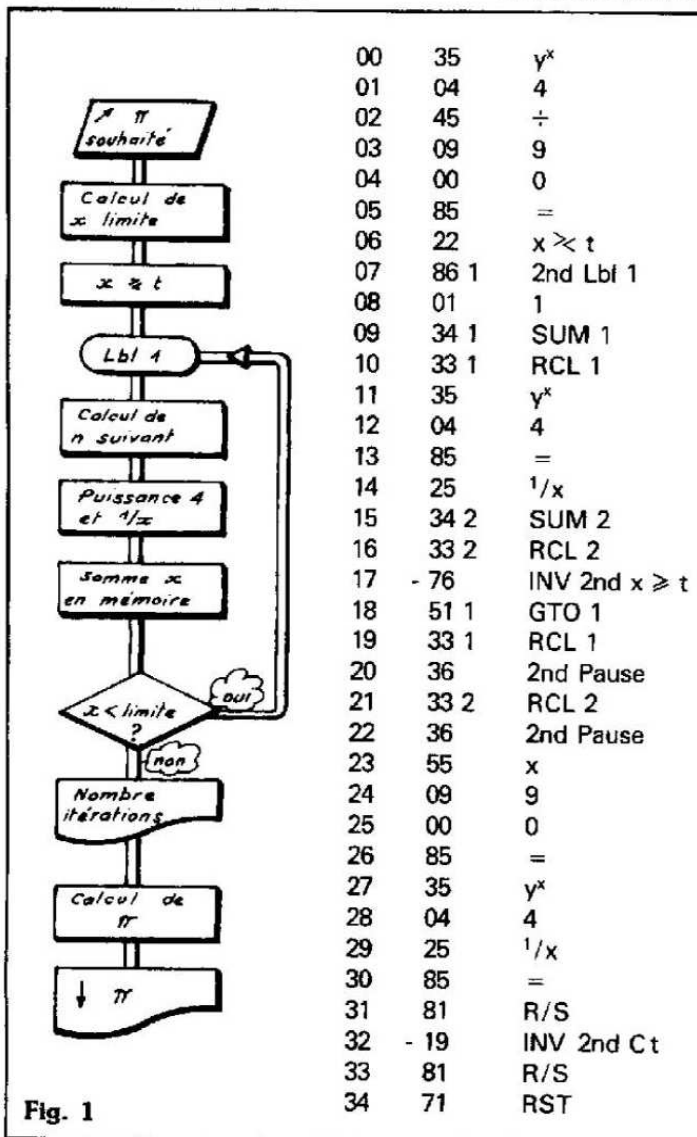 ↗ π
souhaité
Calcul de
x limite
x ≷ t
Lbl 1
Calcul de
n suivant
Puissance 4
et 1/x
Somme x
en mémoire
x < limite
?
oui
non
Nombre
itérations
Calcul de
π
↓ π
Fig. 1
00 35 yˣ
01 04 4
02 45 ÷
03 09 9
04 00 0
05 85 =
06 22 x ≷ t
07 86 1 2nd Lbl 1
08 01 1
09 34 1 SUM 1
10 33 1 RCL 1
11 35 yˣ
12 04 4
13 85 =
14 25 ¹/x
15 34 2 SUM 2
16 33 2 RCL 2
17 - 76 INV 2nd x ⩾ t
18 51 1 GTO 1
19 33 1 RCL 1
20 36 2nd Pause
21 33 2 RCL 2
22 36 2nd Pause
23 55 x
24 09 9
25 00 0
26 85 =
27 35 yˣ
28 04 4
29 25 ¹/x
30 85 =
31 81 R/S
32 - 19 INV 2nd Ct
33 81 R/S
34 71 RST